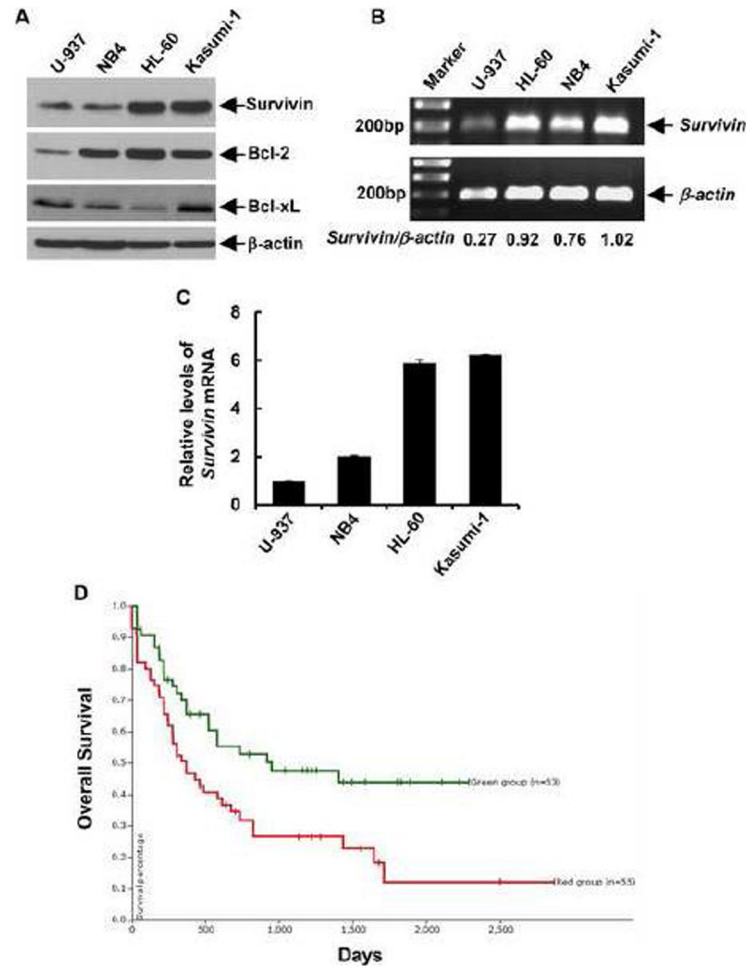 A
U-937 NB4 HL-60 Kasumi-1
Survivin
Bcl-2
Bcl-xL
β-actin
B
Marker U-937 HL-60 NB4 Kasumi-1
200bp Survivin
200bp β-actin
Survivin/β-actin 0.27 0.92 0.76 1.02
C
Relative levels of
Survivin mRNA
8
6
4
2
0
U-937 NB4 HL-60 Kasumi-1
D
Overall Survival
1.0
0.9
0.8
0.7
0.6
0.5
0.4
0.3
0.2
0.1
0.0
Survival percentage
Green group (n=53)
Red group (n=55)
0 500 1,000 1,500 2,000 2,500
Days